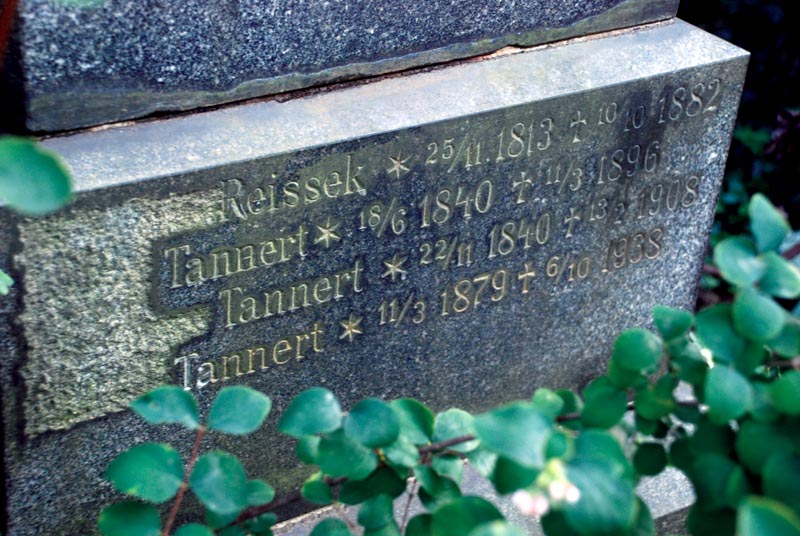 Reissek * 25/11. 1813 † 10 10 1882
Tannert * 18/6 1840 † 11/3 1896
Tannert * 22/11 1840 † 13 2 1908
Tannert * 11/3 1879 † 6/10 1938